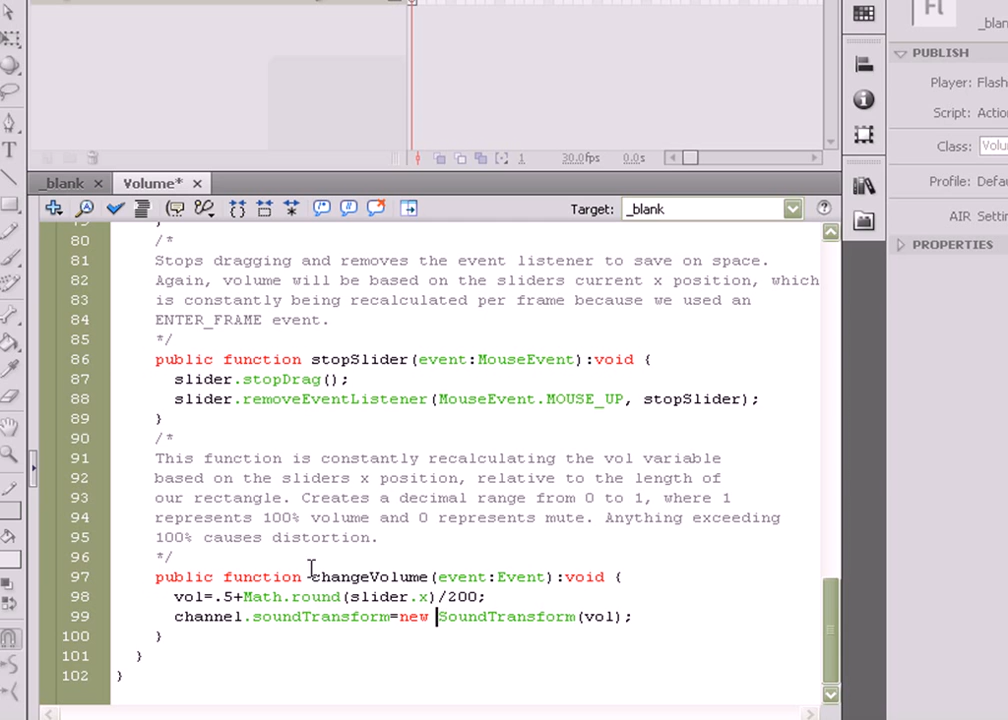 Fl
_blan
PUBLISH
Player: Flash
Script: Actio
Class: Volu
Profile: Defau
AIR Setti
PROPERTIES
1 30.0fps 0.0s
_blank × Volume* ×
Target: _blank
80 /*
81 Stops dragging and removes the event listener to save on space.
82 Again, volume will be based on the sliders current x position, which
83 is constantly being recalculated per frame because we used an
84 ENTER_FRAME event.
85 */
86 public function stopSlider(event:MouseEvent):void {
87 slider.stopDrag();
88 slider.removeEventListener(MouseEvent.MOUSE_UP, stopSlider);
89 }
90 /*
91 This function is constantly recalculating the vol variable
92 based on the sliders x position, relative to the length of
93 our rectangle. Creates a decimal range from 0 to 1, where 1
94 represents 100% volume and 0 represents mute. Anything exceeding
95 100% causes distortion.
96 */
97 public function changeVolume(event:Event):void {
98 vol=.5+Math.round(slider.x)/200;
99 channel.soundTransform=new SoundTransform(vol);
100 }
101 }
102 }